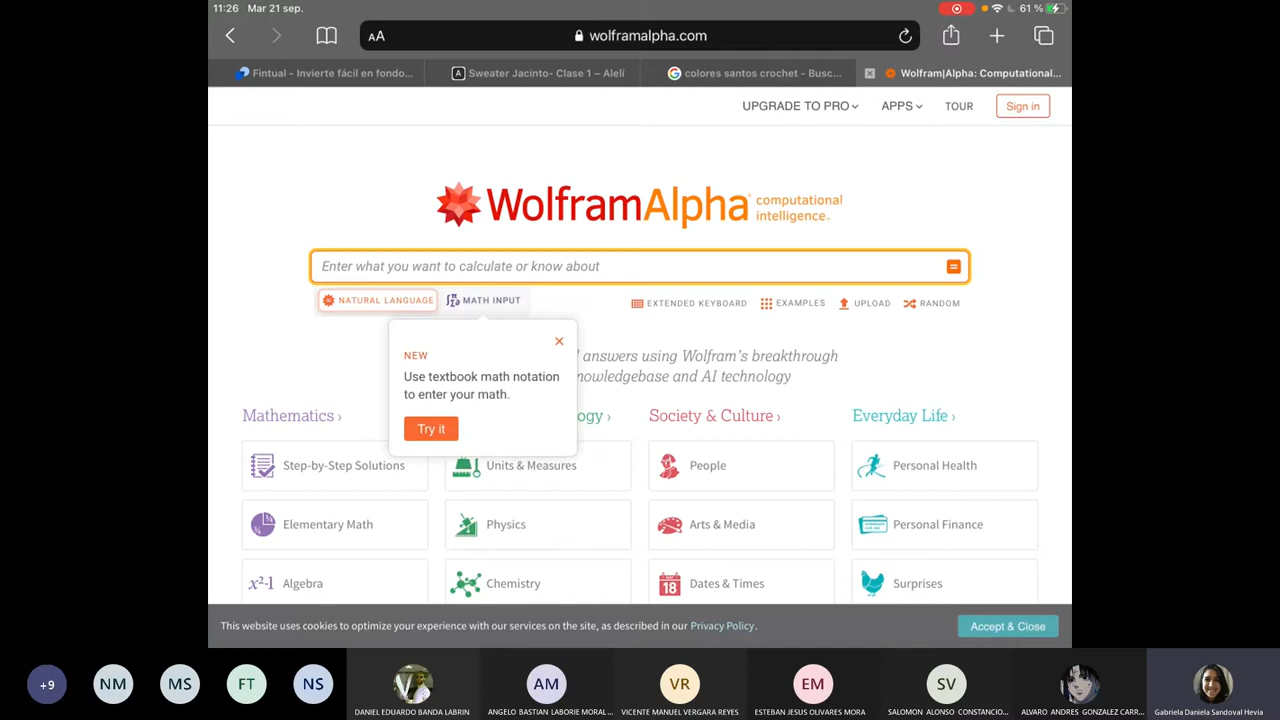 11:26 Mar 21 sep.
61 %
AA
wolframalpha.com
Fintual - Invierte fácil en fondo...
A Sweater Jacinto- Clase 1 – Alelí
colores santos crochet - Busc...
Wolfram|Alpha: Computational...
UPGRADE TO PRO
APPS
TOUR
Sign in
WolframAlpha computational
intelligence.
Enter what you want to calculate or know about
NATURAL LANGUAGE
MATH INPUT
EXTENDED KEYBOARD
EXAMPLES
UPLOAD
RANDOM
NEW
Use textbook math notation
to enter your math.
Try it
answers using Wolfram's breakthrough
nowledgebase and AI technology
Mathematics ›
ogy ›
Society & Culture ›
Everyday Life ›
Step-by-Step Solutions
Units & Measures
People
Personal Health
Elementary Math
Physics
Arts & Media
Personal Finance
x²-1 Algebra
Chemistry
18 Dates & Times
Surprises
This website uses cookies to optimize your experience with our services on the site, as described in our Privacy Policy.
Accept & Close
+9
NM
MS
FT
NS
AM
VR
EM
SV
DANIEL EDUARDO BANDA LABRIN
ANGELO BASTIAN LABORIE MORAL...
VICENTE MANUEL VERGARA REYES
ESTEBAN JESUS OLIVARES MORA
SALOMON ALONSO CONSTANCIO...
ALVARO ANDRES GONZALEZ CARR...
Gabriela Daniela Sandoval Hevia